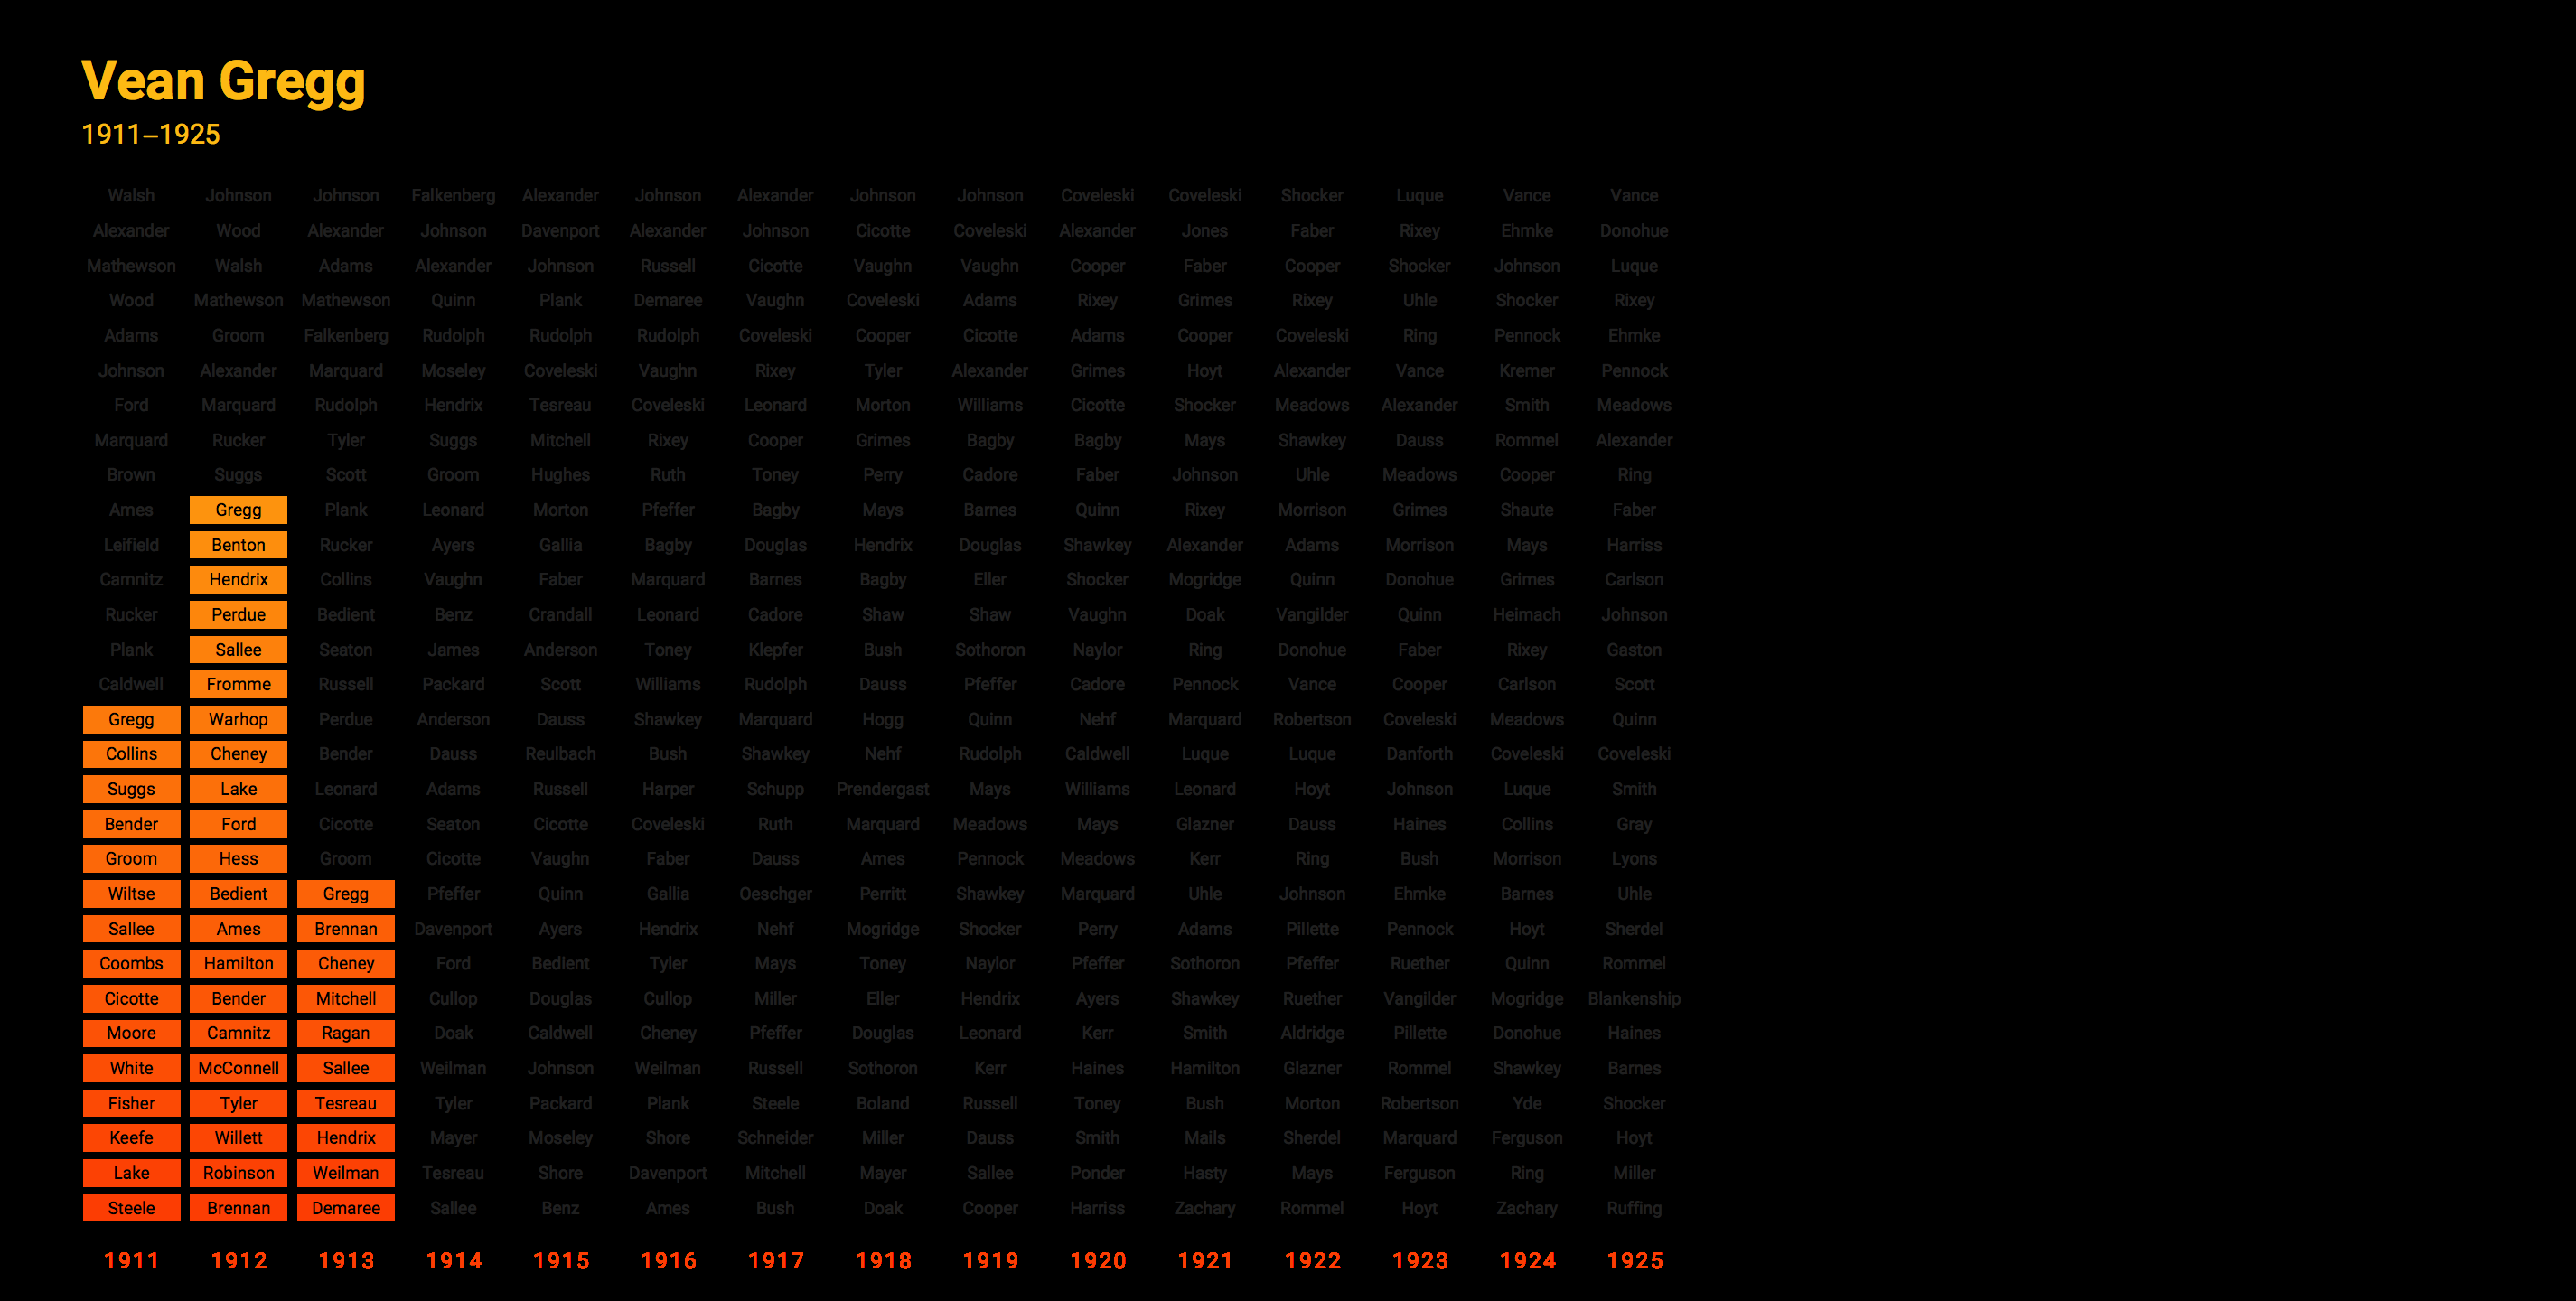 Vean Gregg
1911–1925
Walsh Johnson Johnson Falkenberg Alexander Johnson Alexander Johnson Johnson Coveleski Coveleski Shocker Luque Vance Vance
Alexander Wood Alexander Johnson Davenport Alexander Johnson Cicotte Coveleski Alexander Jones Faber Rixey Ehmke Donohue
Mathewson Walsh Adams Alexander Johnson Russell Cicotte Vaughn Vaughn Cooper Faber Cooper Shocker Johnson Luque
Wood Mathewson Mathewson Quinn Plank Demaree Vaughn Coveleski Adams Rixey Grimes Rixey Uhle Shocker Rixey
Adams Groom Falkenberg Rudolph Rudolph Rudolph Coveleski Cooper Cicotte Adams Cooper Coveleski Ring Pennock Ehmke
Johnson Alexander Marquard Moseley Coveleski Vaughn Rixey Tyler Alexander Grimes Hoyt Alexander Vance Kremer Pennock
Ford Marquard Rudolph Hendrix Tesreau Coveleski Leonard Morton Williams Cicotte Shocker Meadows Alexander Smith Meadows
Marquard Rucker Tyler Suggs Mitchell Rixey Cooper Grimes Bagby Bagby Mays Shawkey Dauss Rommel Alexander
Brown Suggs Scott Groom Hughes Ruth Toney Perry Cadore Faber Johnson Uhle Meadows Cooper Ring
Ames Gregg Plank Leonard Morton Pfeffer Bagby Mays Barnes Quinn Rixey Morrison Grimes Shaute Faber
Leifield Benton Rucker Ayers Gallia Bagby Douglas Hendrix Douglas Shawkey Alexander Adams Morrison Mays Harriss
Camnitz Hendrix Collins Vaughn Faber Marquard Barnes Bagby Eller Shocker Mogridge Quinn Donohue Grimes Carlson
Rucker Perdue Bedient Benz Crandall Leonard Cadore Shaw Shaw Vaughn Doak Vangilder Quinn Heimach Johnson
Plank Sallee Seaton James Anderson Toney Klepfer Bush Sothoron Naylor Ring Donohue Faber Rixey Gaston
Caldwell Fromme Russell Packard Scott Williams Rudolph Dauss Pfeffer Cadore Pennock Vance Cooper Carlson Scott
Gregg Warhop Perdue Anderson Dauss Shawkey Marquard Hogg Quinn Nehf Marquard Robertson Coveleski Meadows Quinn
Collins Cheney Bender Dauss Reulbach Bush Shawkey Nehf Rudolph Caldwell Luque Luque Danforth Coveleski Coveleski
Suggs Lake Leonard Adams Russell Harper Schupp Prendergast Mays Williams Leonard Hoyt Johnson Luque Smith
Bender Ford Cicotte Seaton Cicotte Coveleski Ruth Marquard Meadows Mays Glazner Dauss Haines Collins Gray
Groom Hess Groom Cicotte Vaughn Faber Dauss Ames Pennock Meadows Kerr Ring Bush Morrison Lyons
Wiltse Bedient Gregg Pfeffer Quinn Gallia Oeschger Perritt Shawkey Marquard Uhle Johnson Ehmke Barnes Uhle
Sallee Ames Brennan Davenport Ayers Hendrix Nehf Mogridge Shocker Perry Adams Pillette Pennock Hoyt Sherdel
Coombs Hamilton Cheney Ford Bedient Tyler Mays Toney Naylor Pfeffer Sothoron Pfeffer Ruether Quinn Rommel
Cicotte Bender Mitchell Cullop Douglas Cullop Miller Eller Hendrix Ayers Shawkey Ruether Vangilder Mogridge Blankenship
Moore Camnitz Ragan Doak Caldwell Cheney Pfeffer Douglas Leonard Kerr Smith Aldridge Pillette Donohue Haines
White McConnell Sallee Weilman Johnson Weilman Russell Sothoron Kerr Haines Hamilton Glazner Rommel Shawkey Barnes
Fisher Tyler Tesreau Tyler Packard Plank Steele Boland Russell Toney Bush Morton Robertson Yde Shocker
Keefe Willett Hendrix Mayer Moseley Shore Schneider Miller Dauss Smith Mails Sherdel Marquard Ferguson Hoyt
Lake Robinson Weilman Tesreau Shore Davenport Mitchell Mayer Sallee Ponder Hasty Mays Ferguson Ring Miller
Steele Brennan Demaree Sallee Benz Ames Bush Doak Cooper Harriss Zachary Rommel Hoyt Zachary Ruffing
1911 1912 1913 1914 1915 1916 1917 1918 1919 1920 1921 1922 1923 1924 1925